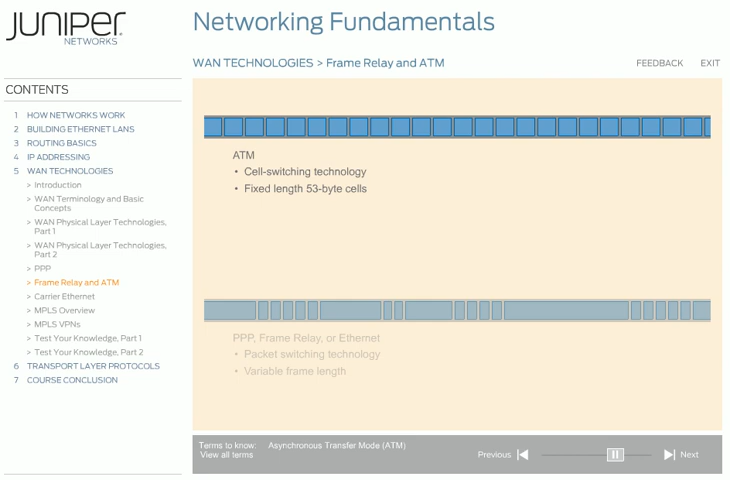 JUNIPER
NETWORKS
Networking Fundamentals
WAN TECHNOLOGIES > Frame Relay and ATM
FEEDBACK EXIT
CONTENTS
1 HOW NETWORKS WORK
2 BUILDING ETHERNET LANS
3 ROUTING BASICS
4 IP ADDRESSING
5 WAN TECHNOLOGIES
> Introduction
> WAN Terminology and Basic
Concepts
> WAN Physical Layer Technologies,
Part 1
> WAN Physical Layer Technologies,
Part 2
> PPP
> Frame Relay and ATM
> Carrier Ethernet
> MPLS Overview
> MPLS VPNs
> Test Your Knowledge, Part 1
> Test Your Knowledge, Part 2
6 TRANSPORT LAYER PROTOCOLS
7 COURSE CONCLUSION
ATM
• Cell-switching technology
• Fixed length 53-byte cells
PPP, Frame Relay, or Ethernet
• Packet switching technology
• Variable frame length
Terms to know: Asynchronous Transfer Mode (ATM)
View all terms
Previous Next